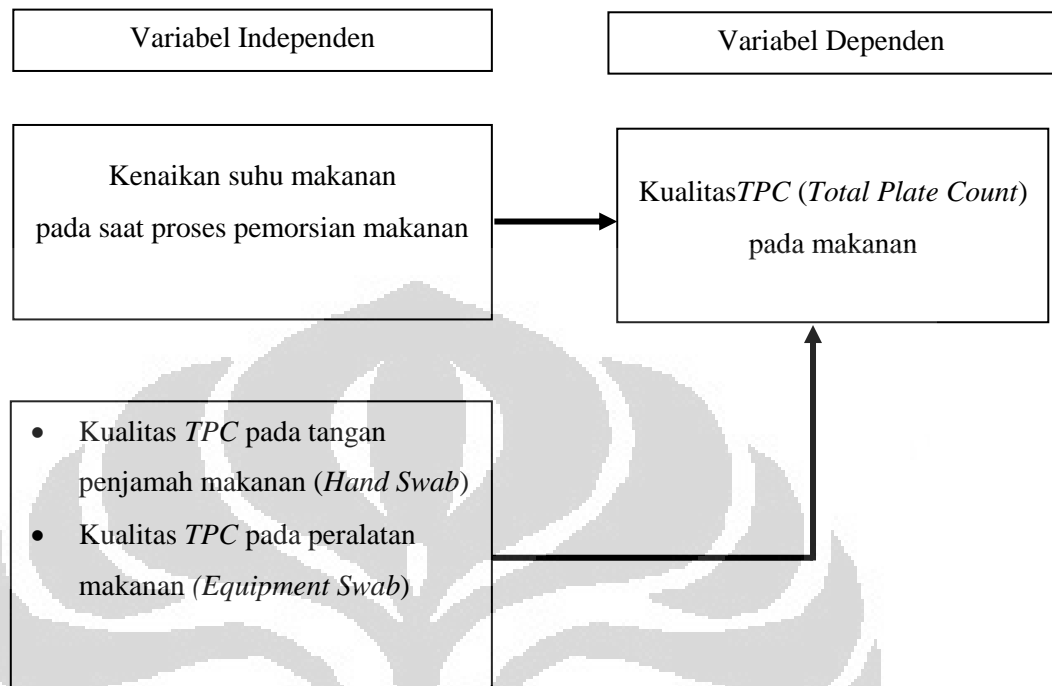 Variabel Independen
Variabel Dependen
Kenaikan suhu makanan
pada saat proses pemorsian makanan
KualitasTPC (Total Plate Count)
pada makanan
• Kualitas TPC pada tangan
penjamah makanan (Hand Swab)
• Kualitas TPC pada peralatan
makanan (Equipment Swab)